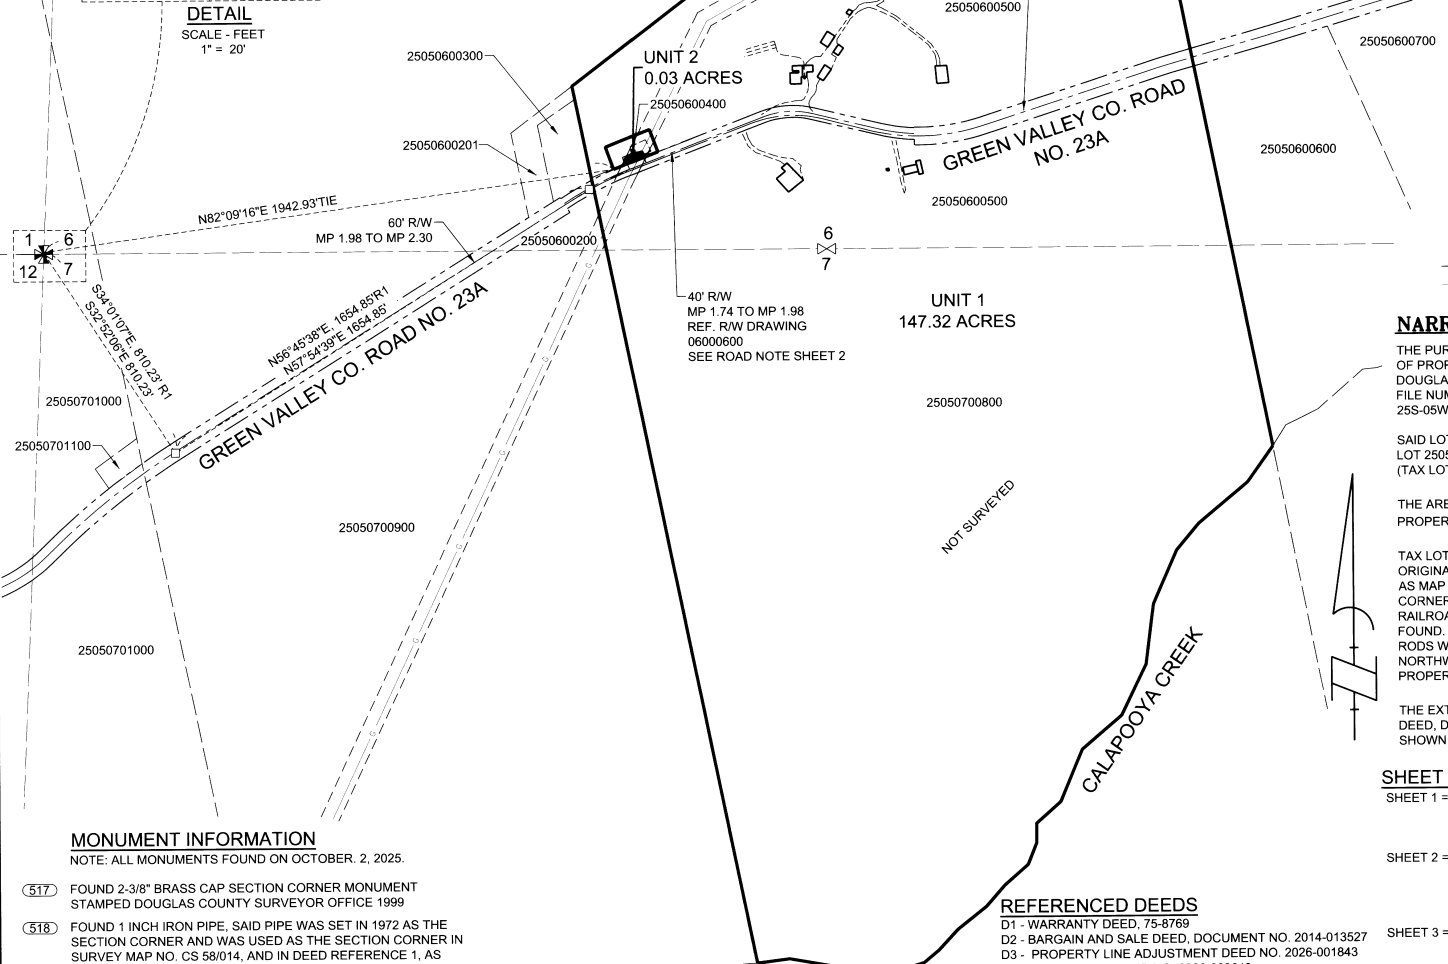 DETAIL
SCALE - FEET
1" = 20'
25050600300
25050600201
UNIT 2
0.03 ACRES
25050600400
25050600500
25050600700
GREEN VALLEY CO. ROAD
NO. 23A
25050600600
25050600500
N82°09'16"E 1942.93'TIE
60' R/W
MP 1.98 TO MP 2.30
25050600200
1 6
12 7
6
7
S34°01'07"E, 810.23' R1
S32°52'06"E 810.23'
N56°45'38"E, 1654.85'R1
N57°54'39"E 1654.85'
GREEN VALLEY CO. ROAD NO. 23A
40' R/W
MP 1.74 TO MP 1.98
REF. R/W DRAWING
06000600
SEE ROAD NOTE SHEET 2
UNIT 1
147.32 ACRES
25050701000
25050701100
25050700800
25050700900
NOT SURVEYED
25050701000
G
G
G
G
G
CALAPOOYA CREEK
NARR
THE PUR
OF PROP
DOUGLA
FILE NUM
25S-05W
SAID LOT
LOT 2505
(TAX LOT
THE ARE
PROPER
TAX LOT
ORIGINA
AS MAP
CORNER
RAILROA
FOUND.
RODS W
NORTHW
PROPER
THE EXT
DEED, D
SHOWN
SHEET
SHEET 1 =
SHEET 2 =
SHEET 3 =
MONUMENT INFORMATION
NOTE: ALL MONUMENTS FOUND ON OCTOBER. 2, 2025.
517 FOUND 2-3/8" BRASS CAP SECTION CORNER MONUMENT
STAMPED DOUGLAS COUNTY SURVEYOR OFFICE 1999
518 FOUND 1 INCH IRON PIPE, SAID PIPE WAS SET IN 1972 AS THE
SECTION CORNER AND WAS USED AS THE SECTION CORNER IN
SURVEY MAP NO. CS 58/014, AND IN DEED REFERENCE 1, AS
REFERENCED DEEDS
D1 - WARRANTY DEED, 75-8769
D2 - BARGAIN AND SALE DEED, DOCUMENT NO. 2014-013527
D3 - PROPERTY LINE ADJUSTMENT DEED NO. 2026-001843